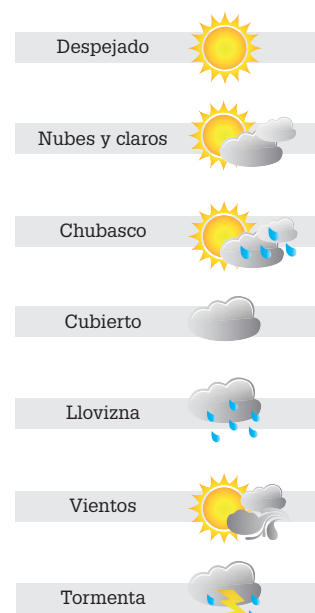 Despejado
Nubes y claros
Chubasco
Cubierto
Llovizna
Vientos
Tormenta